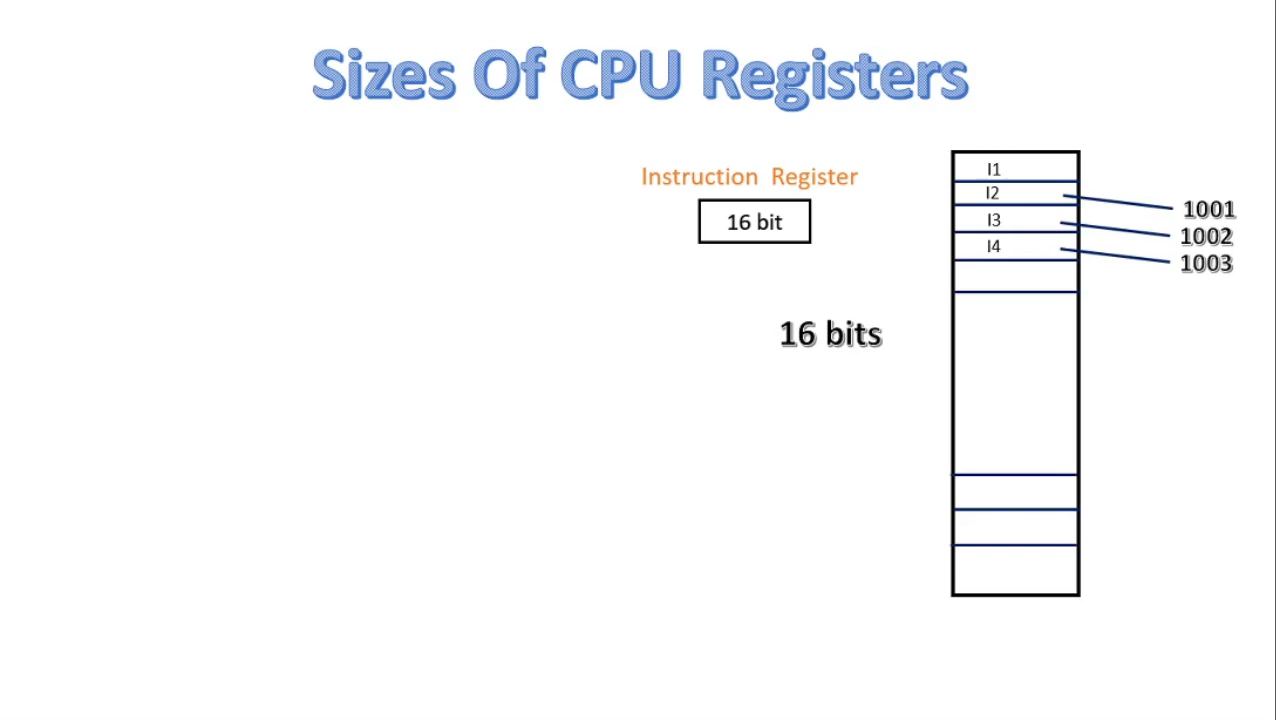 Sizes Of CPU Registers
Instruction Register
16 bit
I1
I2
I3
I4
1001
1002
1003
16 bits